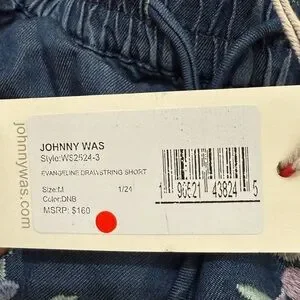 johnnywas.com
JOHNNY WAS
Style:WS2524-3
EVANGELINE DRAWSTRING SHORT
Size:M 1/24
Color:DNB
MSRP: $160
1 90521 43824 5